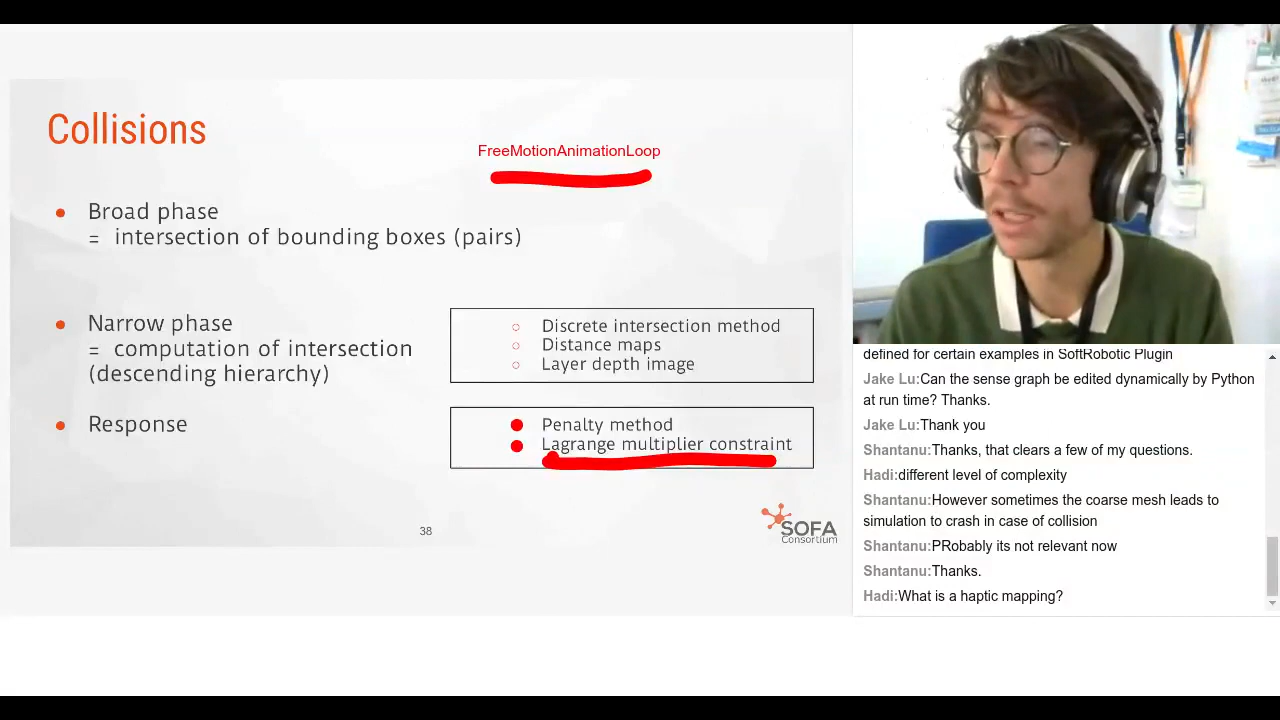 Collisions
FreeMotionAnimationLoop
Broad phase
= intersection of bounding boxes (pairs)
Narrow phase
= computation of intersection
(descending hierarchy)
Discrete intersection method
Distance maps
Layer depth image
Response
Penalty method
Lagrange multiplier constraint
38
SOFA
Consortium
defined for certain examples in SoftRobotic Plugin
Jake Lu:Can the sense graph be edited dynamically by Python
at run time? Thanks.
Jake Lu:Thank you
Shantanu:Thanks, that clears a few of my questions.
Hadi:different level of complexity
Shantanu:However sometimes the coarse mesh leads to
simulation to crash in case of collision
Shantanu:PRobably its not relevant now
Shantanu:Thanks.
Hadi:What is a haptic mapping?